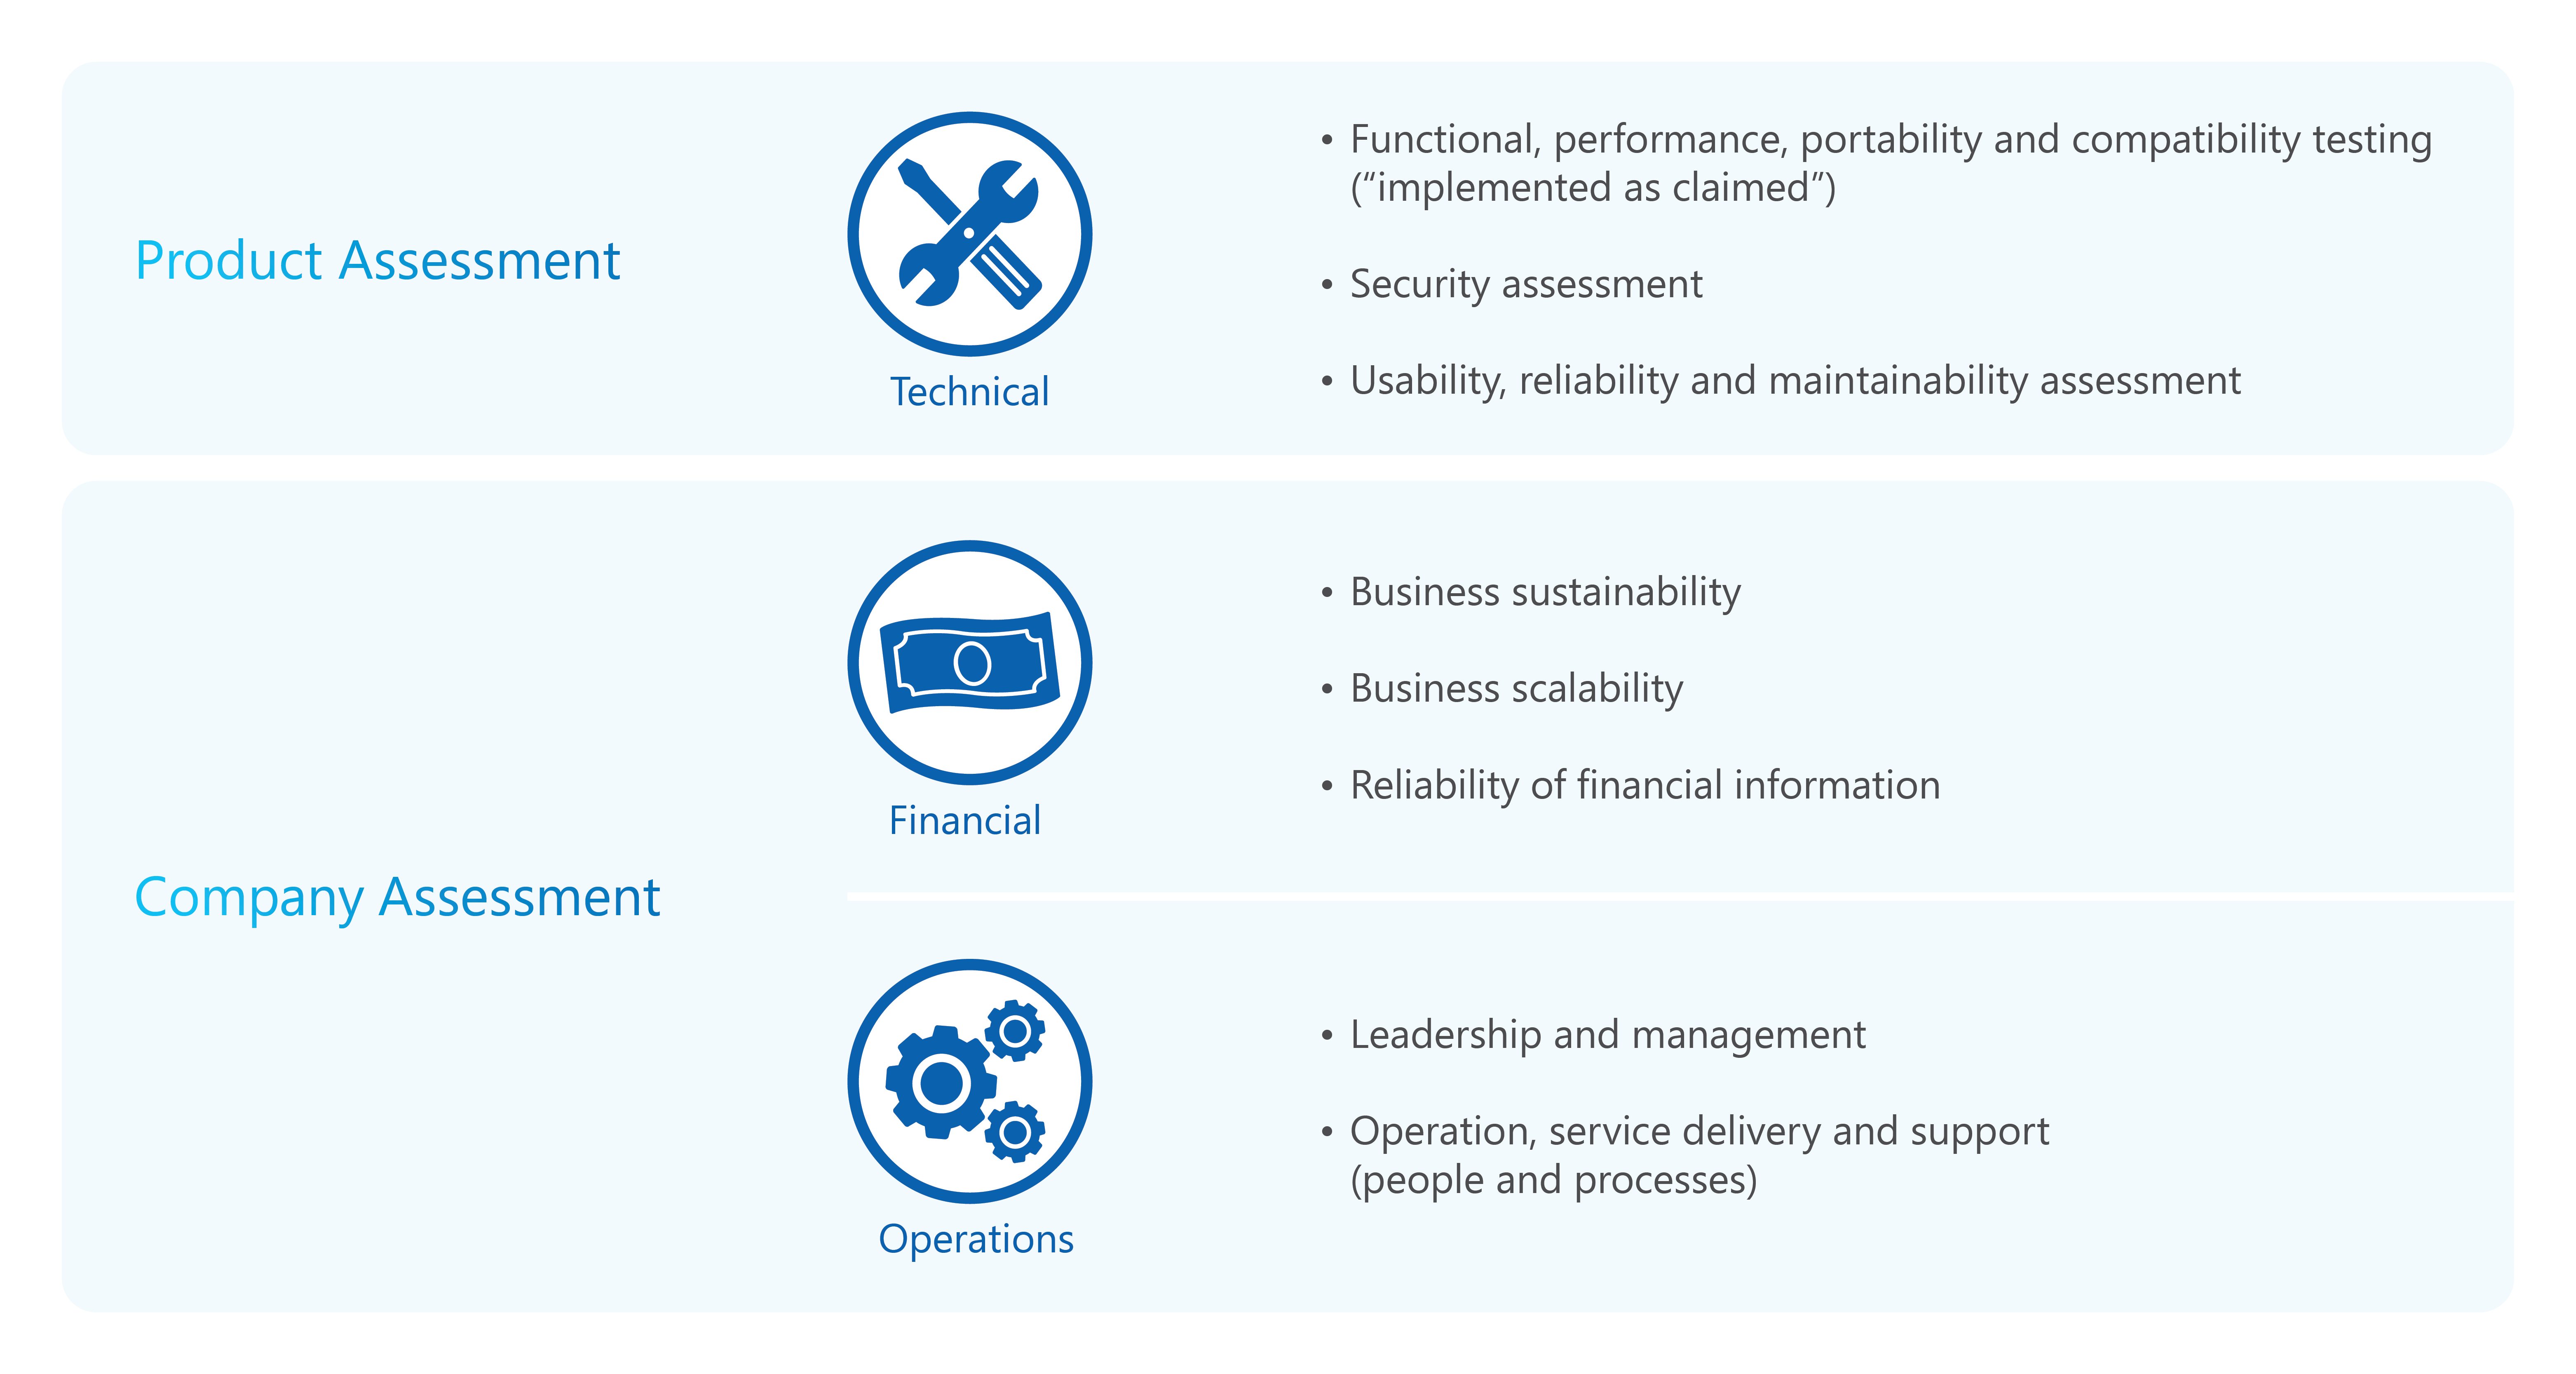 Product Assessment
Technical
• Functional, performance, portability and compatibility testing
(“implemented as claimed”)
• Security assessment
• Usability, reliability and maintainability assessment
Company Assessment
Financial
• Business sustainability
• Business scalability
• Reliability of financial information
Operations
• Leadership and management
• Operation, service delivery and support
(people and processes)